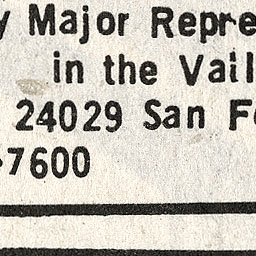 y Major Repre
in the Vail
24029 San Fe
-7600